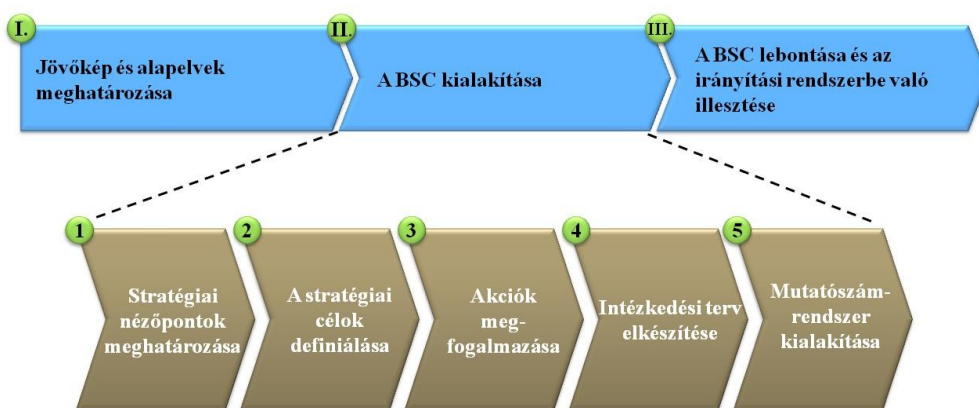 I.
Jövőkép és alapelvek
meghatározása
II.
A BSC kialakítása
III.
A BSC lebontása és az
irányítási rendszerbe való
illesztése
1
Stratégiai
nézőpontok
meghatározása
2
A stratégiai
célok
definiálása
3
Akciók
meg-
fogalmazása
4
Intézkedési terv
elkészítése
5
Mutatószám-
rendszer
kialakítása